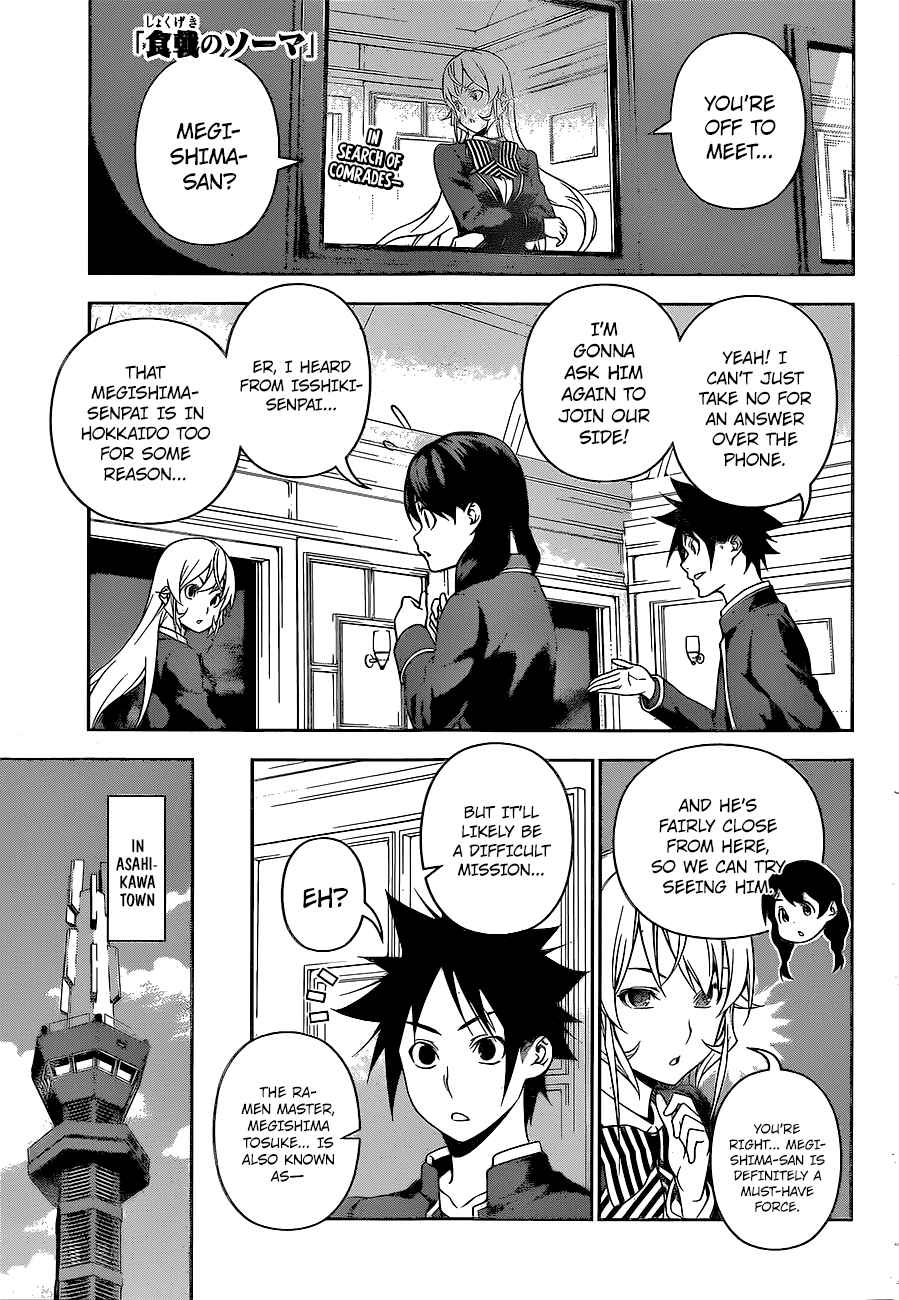 しょくげき
「食戟のソーマ」
YOU'RE
OFF TO
MEET...
IN
SEARCH OF
COMRADES—
MEGI-
SHIMA-
SAN?
YEAH! I
CAN'T JUST
TAKE NO FOR
AN ANSWER
OVER THE
PHONE.
I'M
GONNA
ASK HIM
AGAIN TO
JOIN OUR
SIDE!
ER, I HEARD
FROM ISSHIKI-
SENPAI...
THAT
MEGISHIMA-
SENPAI IS IN
HOKKAIDO TOO
FOR SOME
REASON...
AND HE'S
FAIRLY CLOSE
FROM HERE,
SO WE CAN TRY
SEEING HIM.
YOU'RE
RIGHT... MEGI-
SHIMA-SAN IS
DEFINITELY A
MUST-HAVE
FORCE.
BUT IT'LL
LIKELY BE
A DIFFICULT
MISSION...
EH?
THE RA-
MEN MASTER,
MEGISHIMA
TOSUKE... IS
ALSO KNOWN
AS—
IN
ASAHI-
KAWA
TOWN